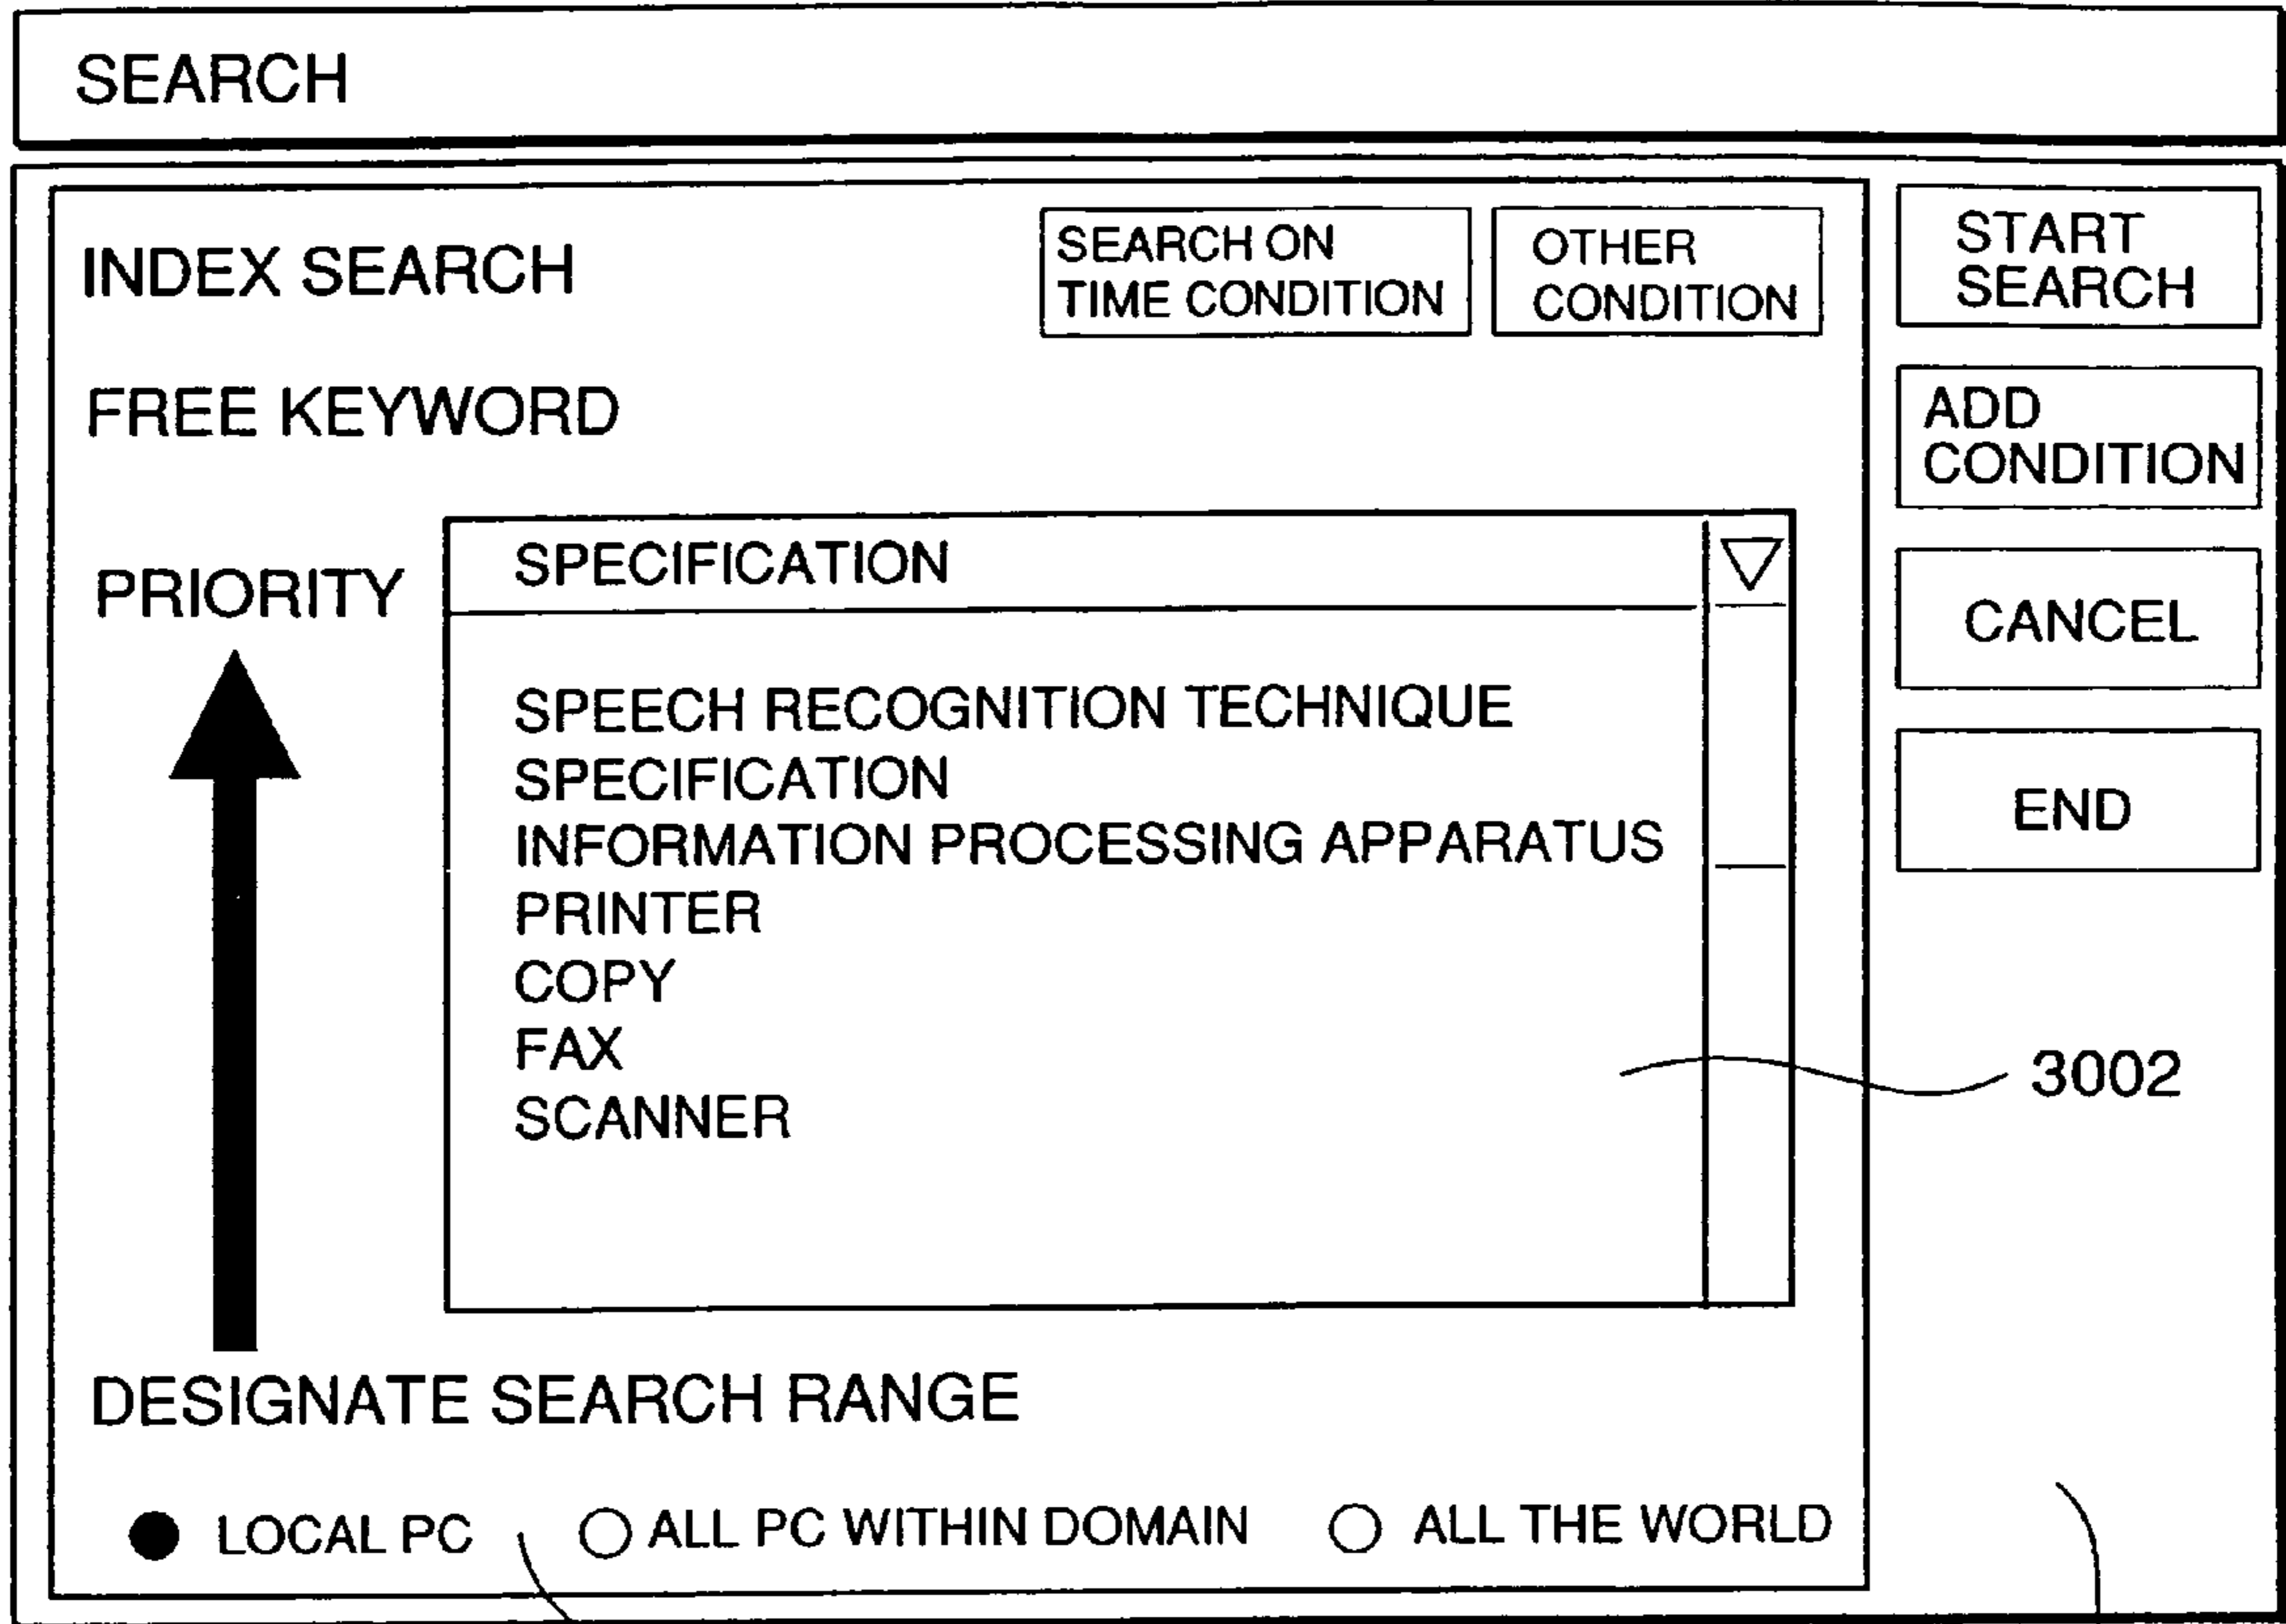 SEARCH
INDEX SEARCH
SEARCH ON
TIME CONDITION
OTHER
CONDITION
START
SEARCH
FREE KEYWORD
ADD
CONDITION
PRIORITY
SPECIFICATION
CANCEL
SPEECH RECOGNITION TECHNIQUE
SPECIFICATION
INFORMATION PROCESSING APPARATUS
PRINTER
COPY
FAX
SCANNER
END
3002
DESIGNATE SEARCH RANGE
LOCAL PC
ALL PC WITHIN DOMAIN
ALL THE WORLD